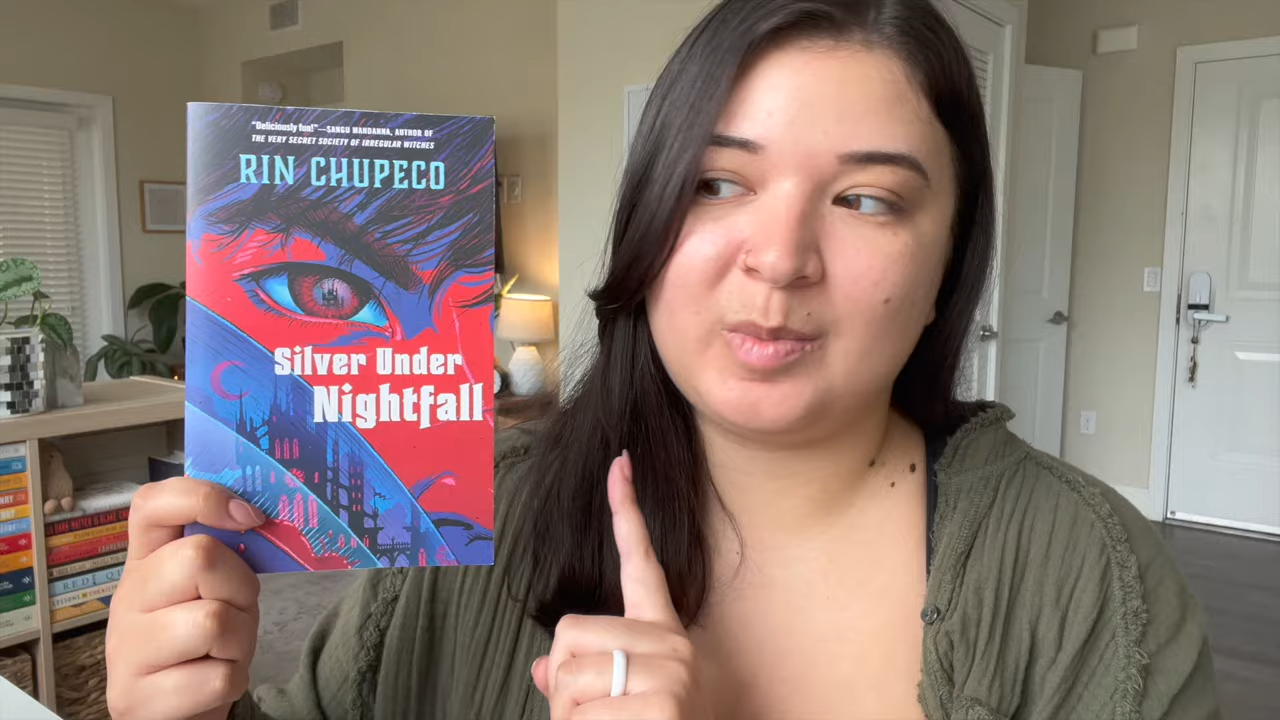 "Deliciously fun!"—SANGU MANDANNA, AUTHOR OF
THE VERY SECRET SOCIETY OF IRREGULAR WITCHES
RIN CHUPECO
Silver Under
Nightfall